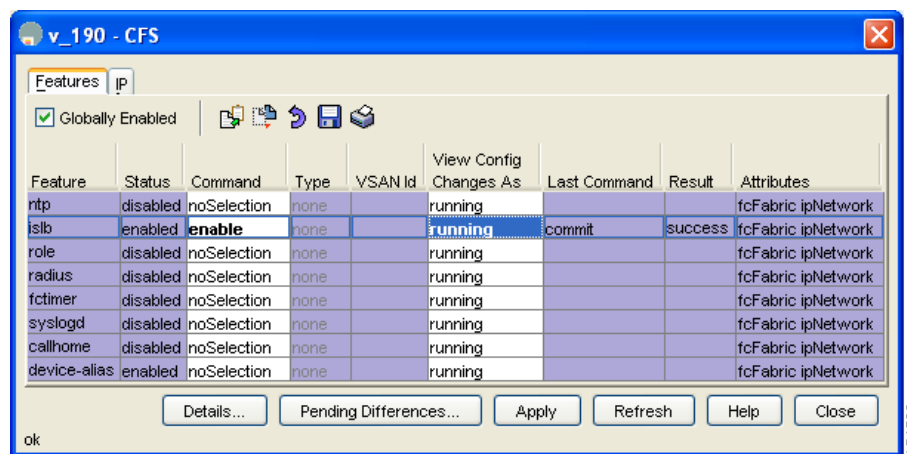 v_190 - CFS
Features IP
Globally Enabled
View Config
Feature Status Command Type VSAN Id Changes As Last Command Result Attributes
ntp disabled noSelection none running fcFabric ipNetwork
islb enabled enable none running commit success fcFabric ipNetwork
role disabled noSelection none running fcFabric ipNetwork
radius disabled noSelection none running fcFabric ipNetwork
fctimer disabled noSelection none running fcFabric ipNetwork
syslogd disabled noSelection none running fcFabric ipNetwork
callhome disabled noSelection none running fcFabric ipNetwork
device-alias enabled noSelection none running fcFabric ipNetwork
Details... Pending Differences... Apply Refresh Help Close
ok